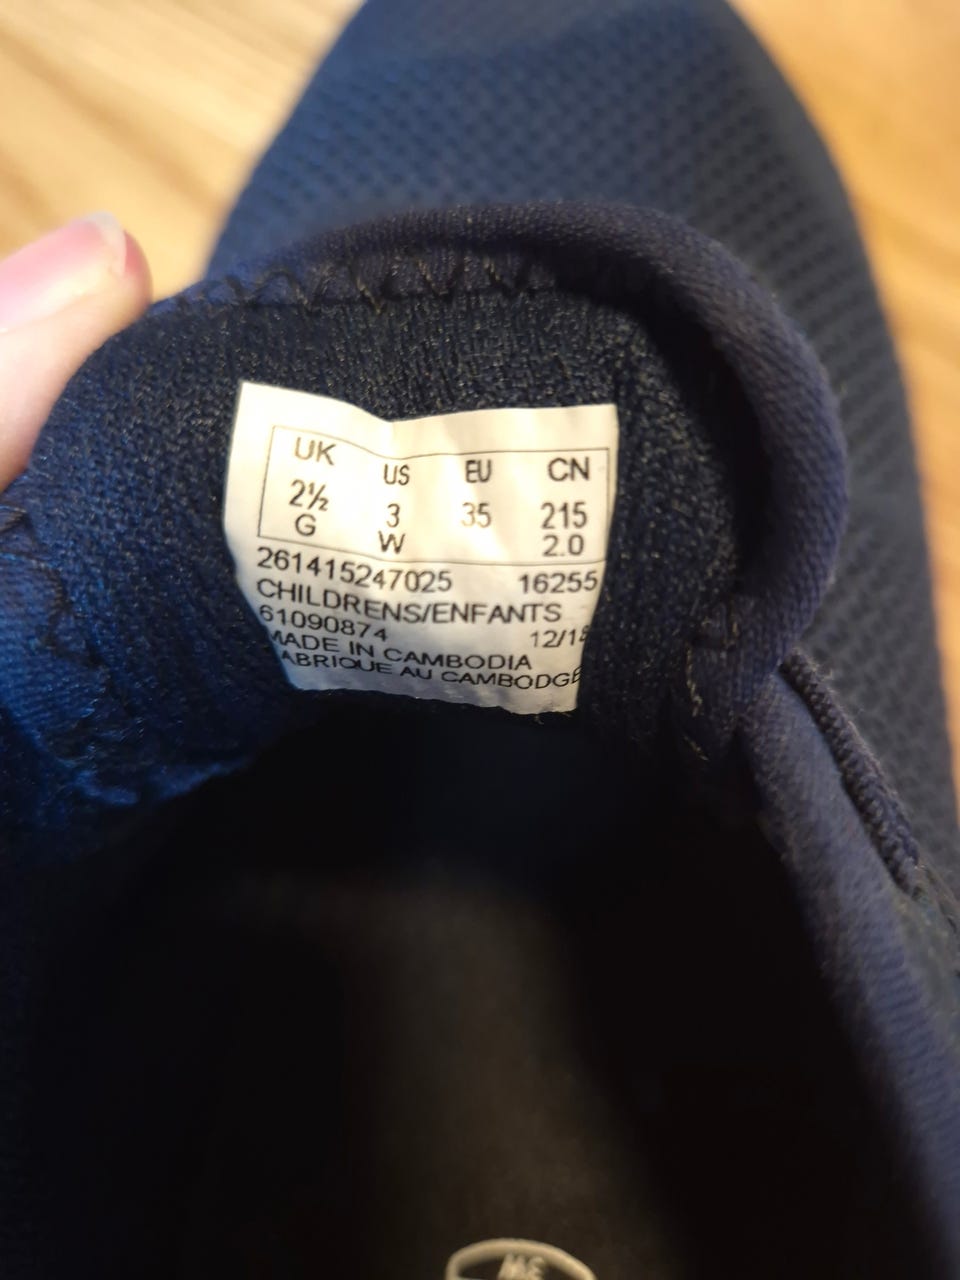 UK US EU CN
2½ 3 35 215
G W 2.0
261415247025 16255
CHILDRENS/ENFANTS
61090874 12/18
MADE IN CAMBODIA
FABRIQUE AU CAMBODGE